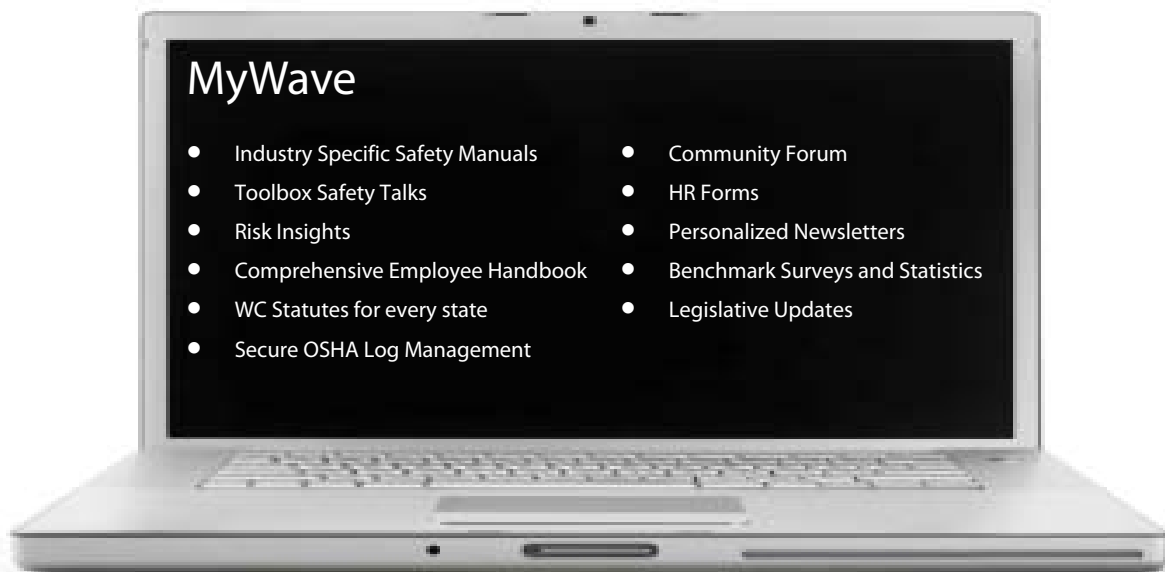 MyWave
Industry Specific Safety Manuals
Toolbox Safety Talks
Risk Insights
Comprehensive Employee Handbook
WC Statutes for every state
Secure OSHA Log Management
Community Forum
HR Forms
Personalized Newsletters
Benchmark Surveys and Statistics
Legislative Updates